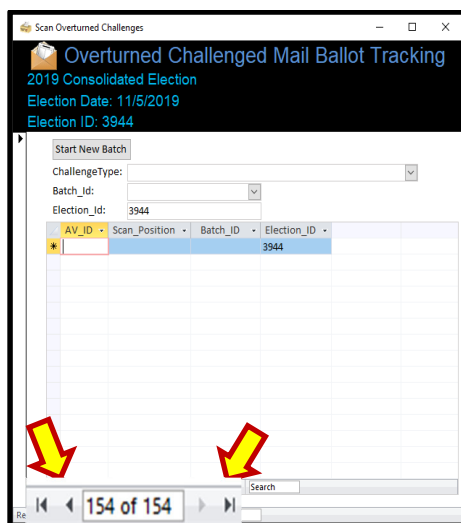 Scan Overturned Challenges
Overturned Challenged Mail Ballot Tracking
2019 Consolidated Election
Election Date: 11/5/2019
Election ID: 3944
Start New Batch
ChallengeType:
Batch_Id:
Election_Id: 3944
AV_ID Scan_Position Batch_ID Election_ID
3944
Search
154 of 154
Re